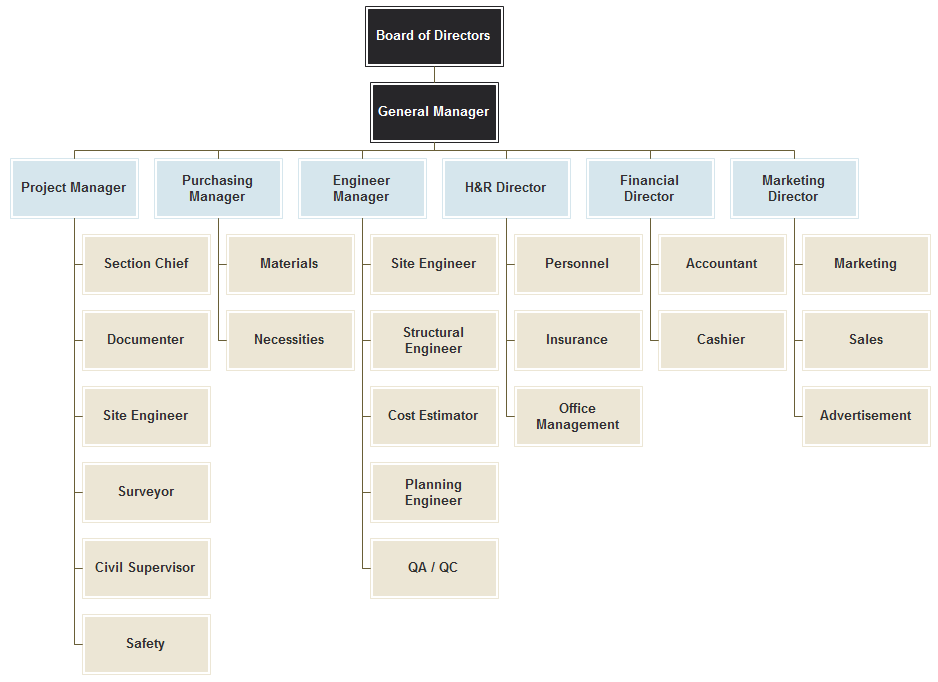 Board of Directors
General Manager
Project Manager
Purchasing
Manager
Engineer
Manager
H&R Director
Financial
Director
Marketing
Director
Section Chief
Materials
Site Engineer
Personnel
Accountant
Marketing
Documenter
Necessities
Structural
Engineer
Insurance
Cashier
Sales
Site Engineer
Cost Estimator
Office
Management
Advertisement
Surveyor
Planning
Engineer
Civil Supervisor
QA / QC
Safety